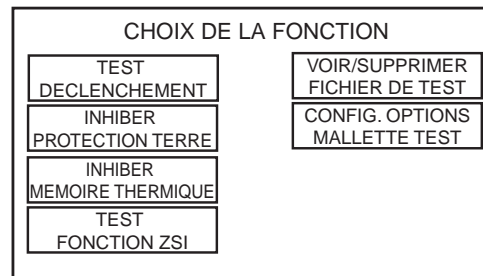 CHOIX DE LA FONCTION
TEST
DECLENCHEMENT
INHIBER
PROTECTION TERRE
INHIBER
MEMOIRE THERMIQUE
TEST
FONCTION ZSI
VOIR/SUPPRIMER
FICHIER DE TEST
CONFIG. OPTIONS
MALLETTE TEST